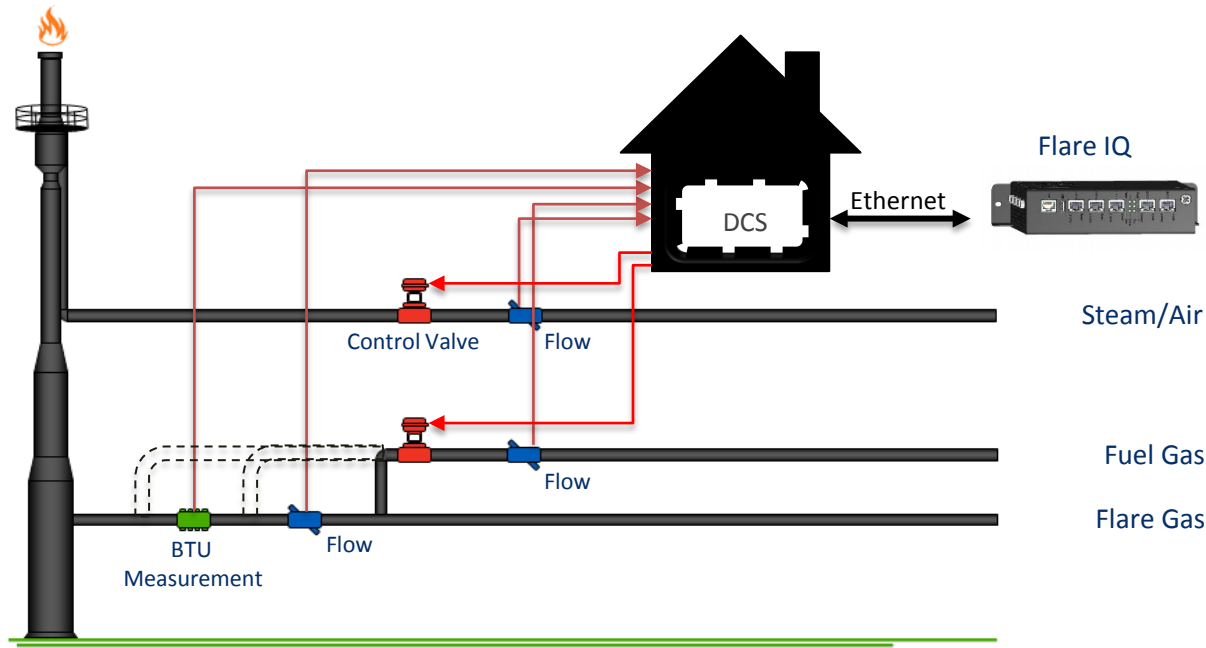 Flare IQ
Ethernet
DCS
Steam/Air
Control Valve
Flow
Fuel Gas
Flow
Flare Gas
Flow
BTU
Measurement